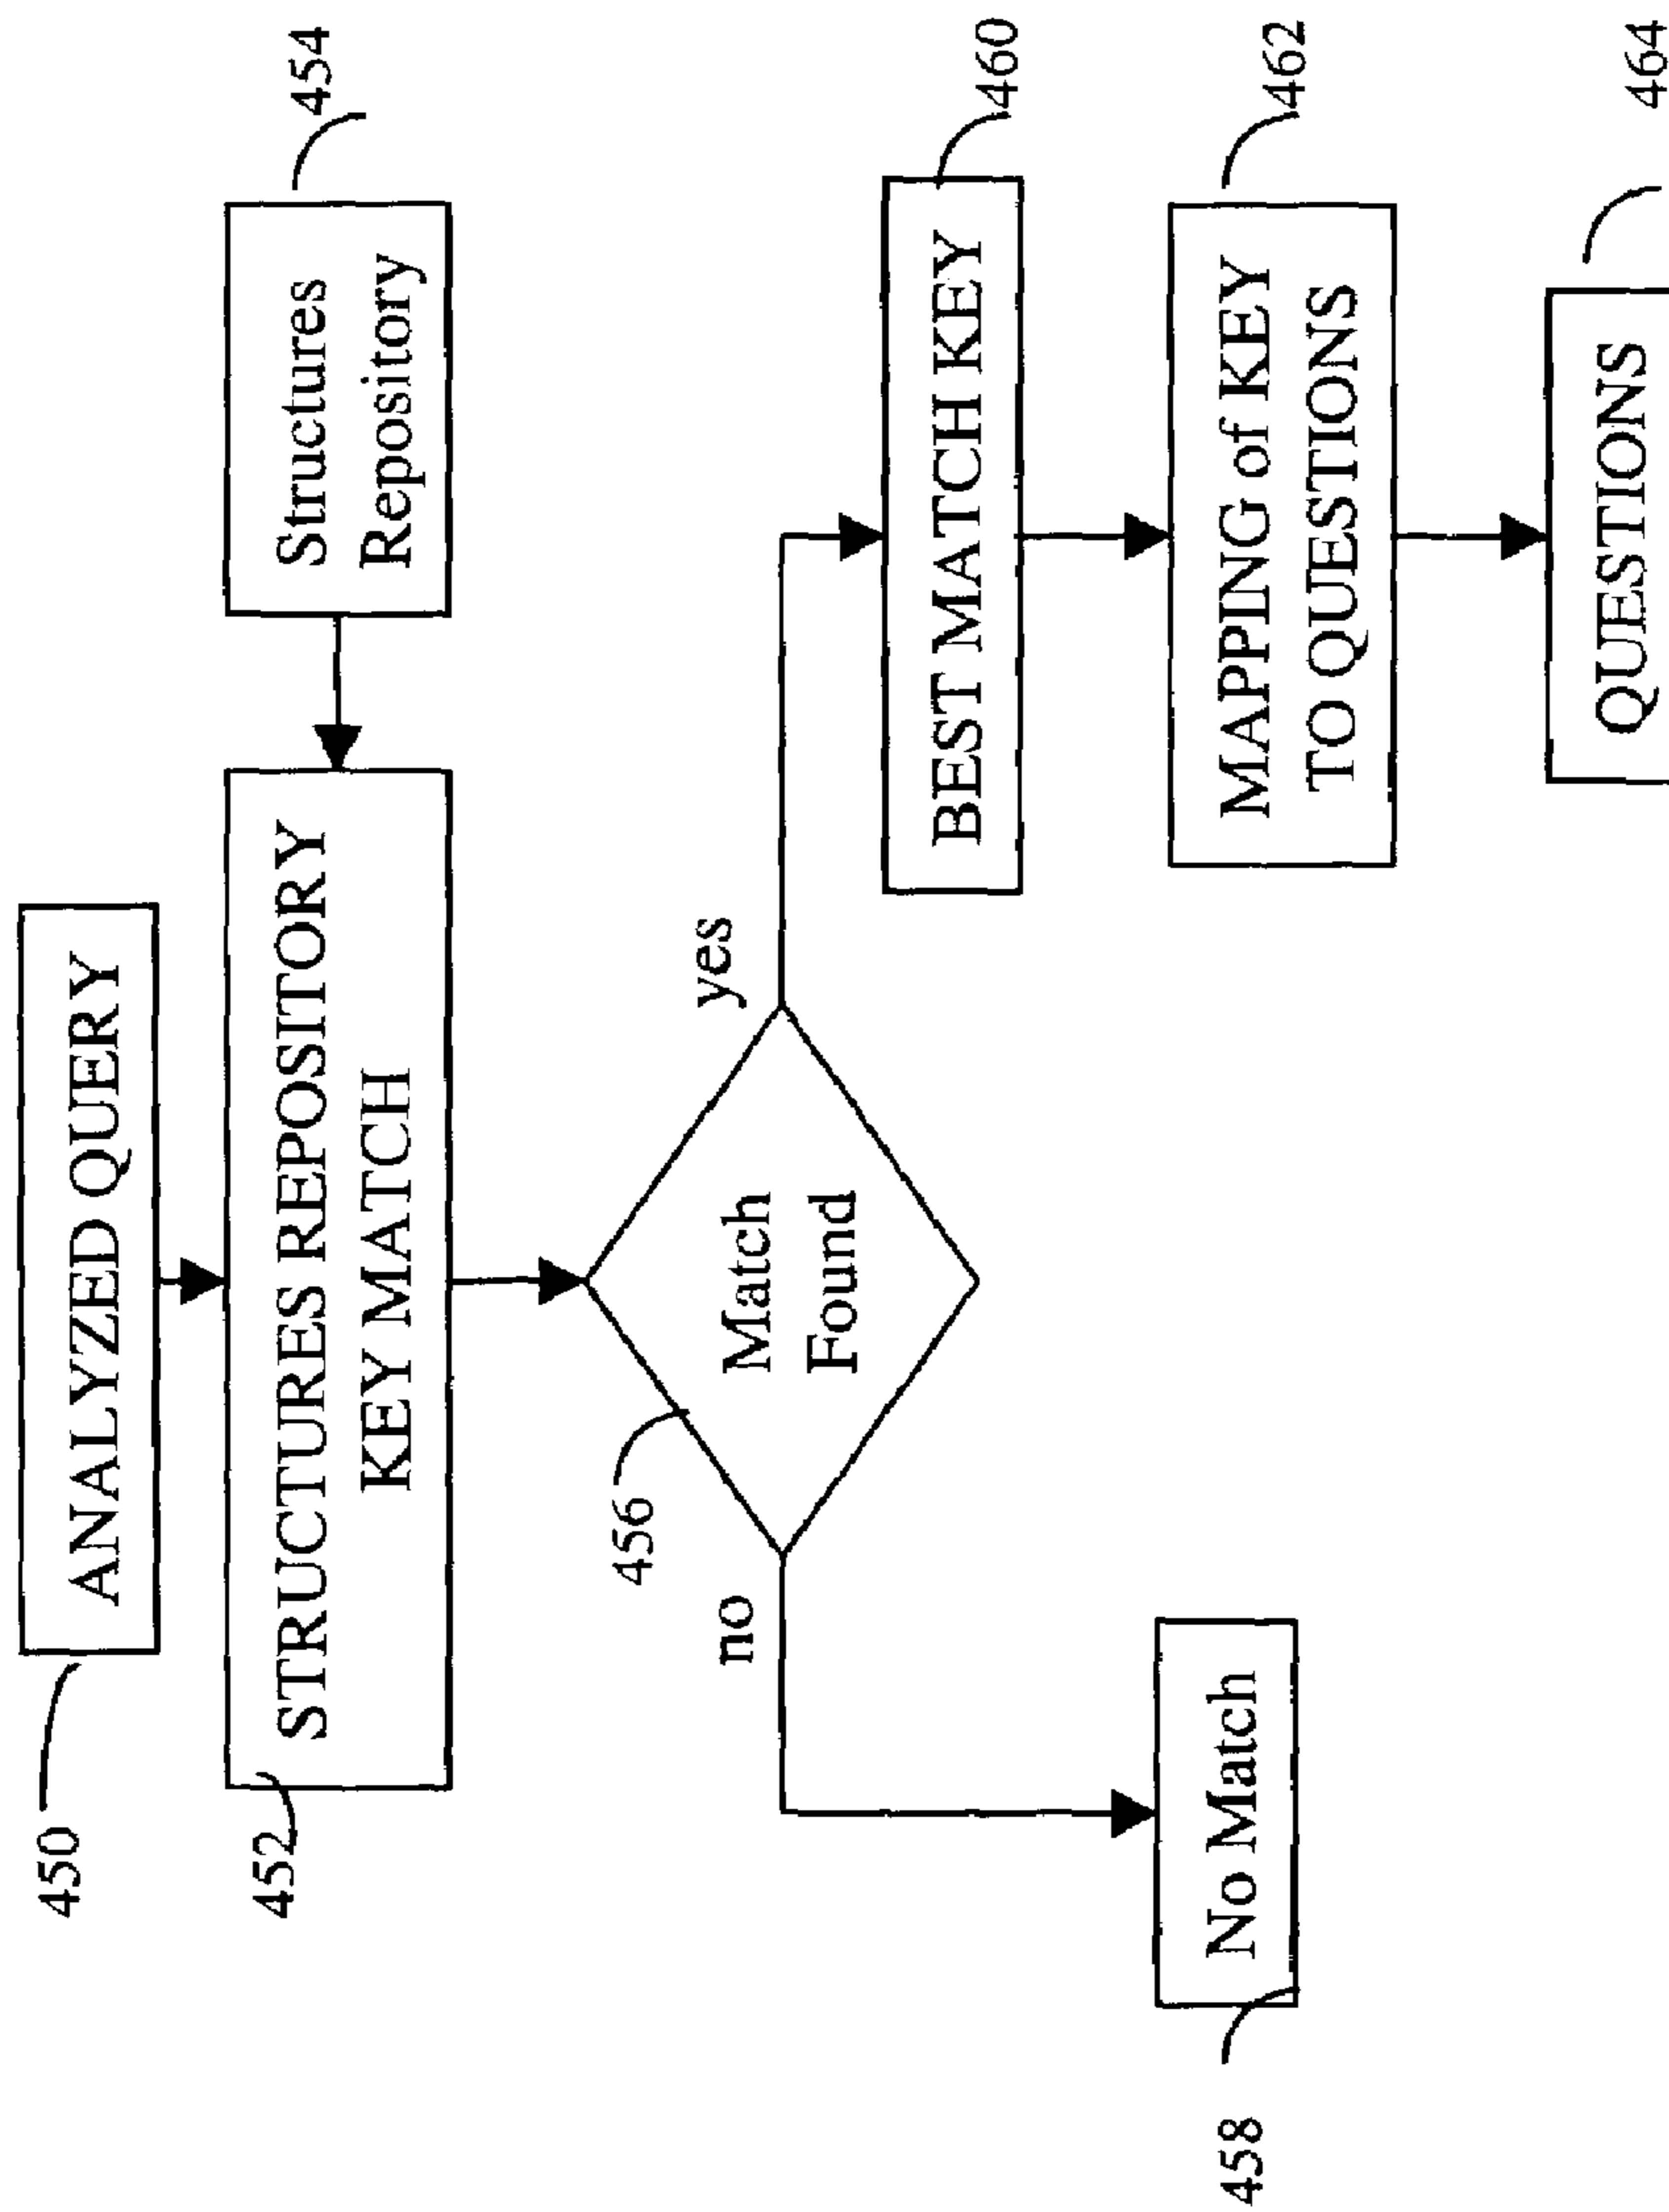 450
ANALYZED QUERY
452
STRUCTURES REPOSITORY
KEY MATCH
Structures
Repository
454
456
Match
Found
no
yes
458
No Match
BEST MATCH KEY
460
MAPPING of KEY
TO QUESTIONS
462
QUESTIONS
464